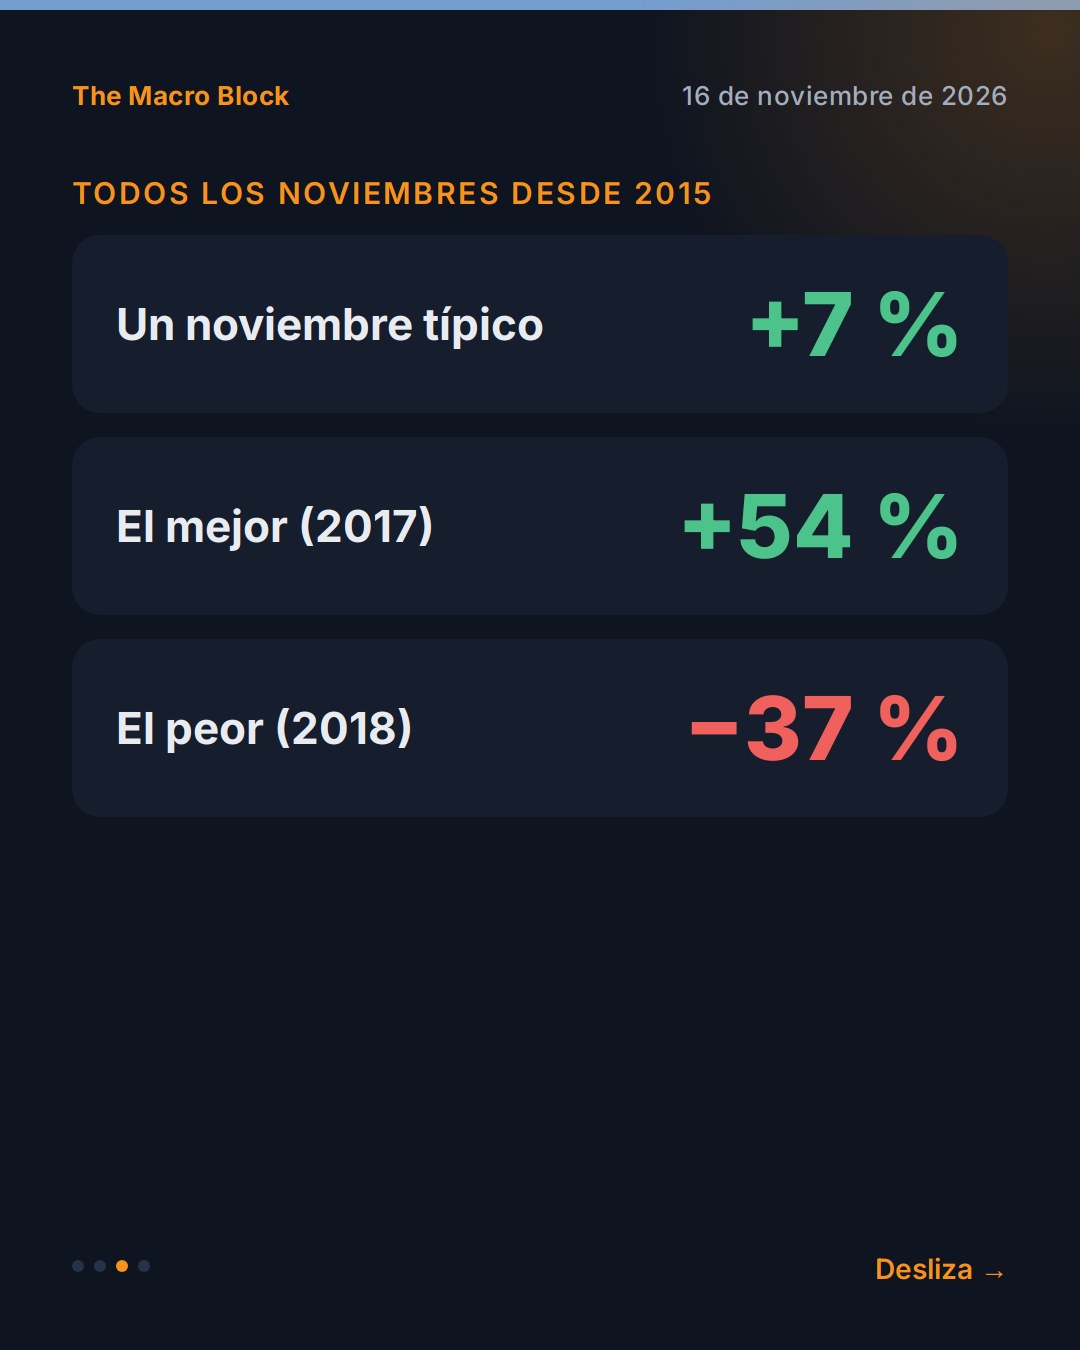 The Macro Block
16 de noviembre de 2026
TODOS LOS NOVIEMBRES DESDE 2015
Un noviembre típico
+7 %
El mejor (2017)
+54 %
El peor (2018)
−37 %
Desliza →